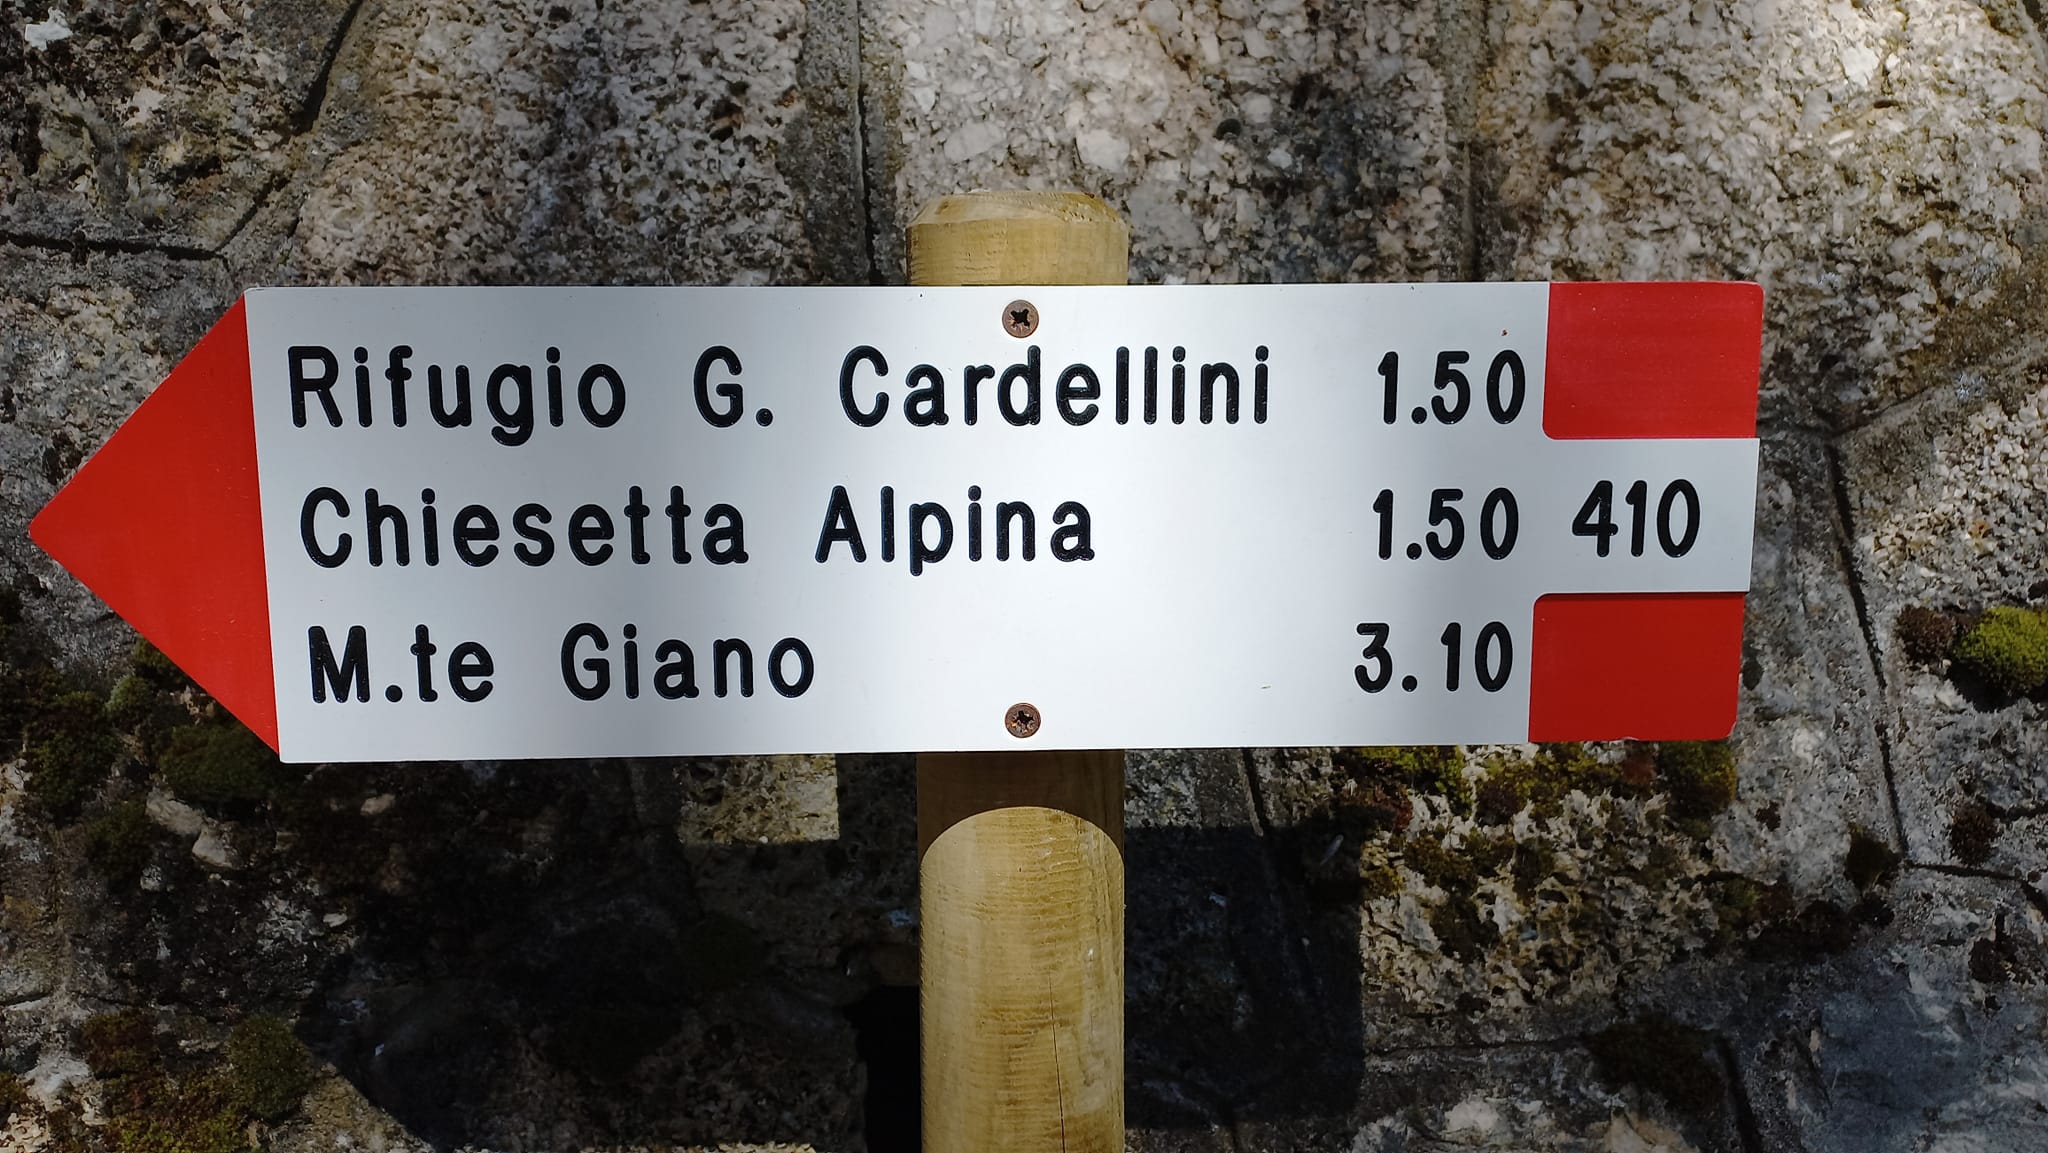 Rifugio G. Cardellini 1.50
Chiesetta Alpina 1.50 410
M.te Giano 3.10